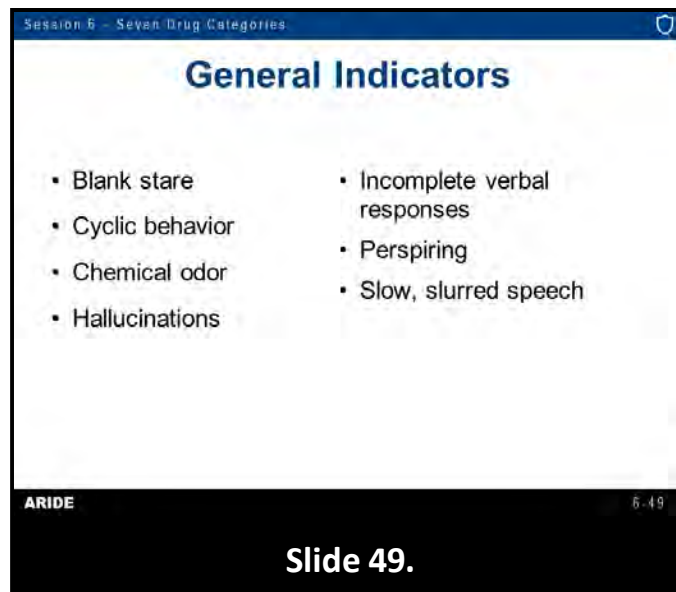 Session 6 – Seven Drug Categories
General Indicators
• Blank stare
• Cyclic behavior
• Chemical odor
• Hallucinations
• Incomplete verbal
responses
• Perspiring
• Slow, slurred speech
ARIDE
6-49
Slide 49.